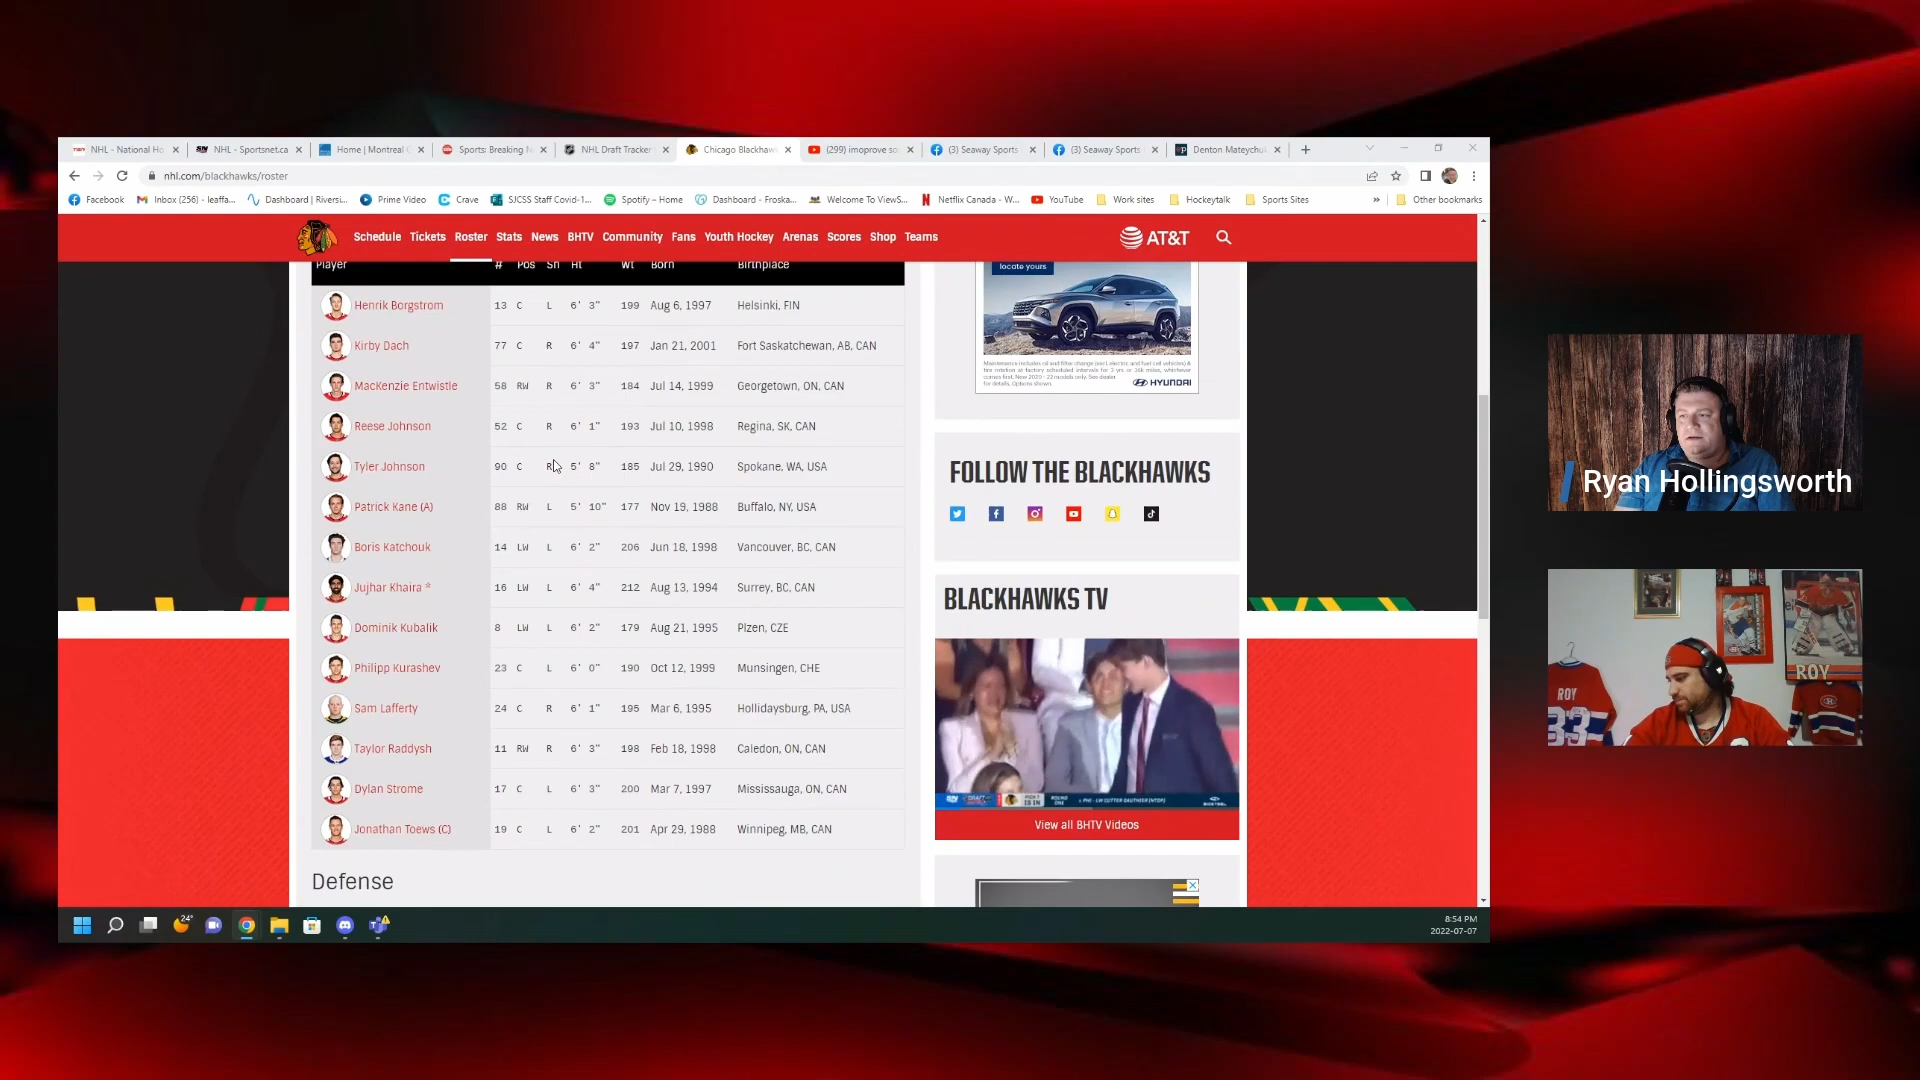 NHL - National Ho
NHL - Sportsnet.ca
Home | Montreal C
Sports: Breaking N
NHL Draft Tracker
Chicago Blackhawk
(299) imoprove so
(3) Seaway Sports
(3) Seaway Sports
Denton Mateychuk
nhl.com/blackhawks/roster
Facebook
Inbox (256) - leaffa...
Dashboard | Riversi...
Prime Video
Crave
SJCSS Staff Covid-1...
Spotify – Home
Dashboard - Froska...
Welcome To ViewS...
Netflix Canada - W...
YouTube
Work sites
Hockeytalk
Sports Sites
»
Other bookmarks
Schedule Tickets Roster Stats News BHTV Community Fans Youth Hockey Arenas Scores Shop Teams
AT&T
Player # Pos Sh Ht Wt Born Birthplace
Henrik Borgstrom 13 C L 6' 3" 199 Aug 6, 1997 Helsinki, FIN
Kirby Dach 77 C R 6' 4" 197 Jan 21, 2001 Fort Saskatchewan, AB, CAN
MacKenzie Entwistle 58 RW R 6' 3" 184 Jul 14, 1999 Georgetown, ON, CAN
Reese Johnson 52 C R 6' 1" 193 Jul 10, 1998 Regina, SK, CAN
Tyler Johnson 90 C R 5' 8" 185 Jul 29, 1990 Spokane, WA, USA
Patrick Kane (A) 88 RW L 5' 10" 177 Nov 19, 1988 Buffalo, NY, USA
Boris Katchouk 14 LW L 6' 2" 206 Jun 18, 1998 Vancouver, BC, CAN
Jujhar Khaira * 16 LW L 6' 4" 212 Aug 13, 1994 Surrey, BC, CAN
Dominik Kubalik 8 LW L 6' 2" 179 Aug 21, 1995 Plzen, CZE
Philipp Kurashev 23 C L 6' 0" 190 Oct 12, 1999 Munsingen, CHE
Sam Lafferty 24 C R 6' 1" 195 Mar 6, 1995 Hollidaysburg, PA, USA
Taylor Raddysh 11 RW R 6' 3" 198 Feb 18, 1998 Caledon, ON, CAN
Dylan Strome 17 C L 6' 3" 200 Mar 7, 1997 Mississauga, ON, CAN
Jonathan Toews (C) 19 C L 6' 2" 201 Apr 29, 1988 Winnipeg, MB, CAN
Defense
locate yours
HYUNDAI
FOLLOW THE BLACKHAWKS
BLACKHAWKS TV
View all BHTV Videos
24°
8:54 PM
2022-07-07
Ryan Hollingsworth
ROY
ROY
33